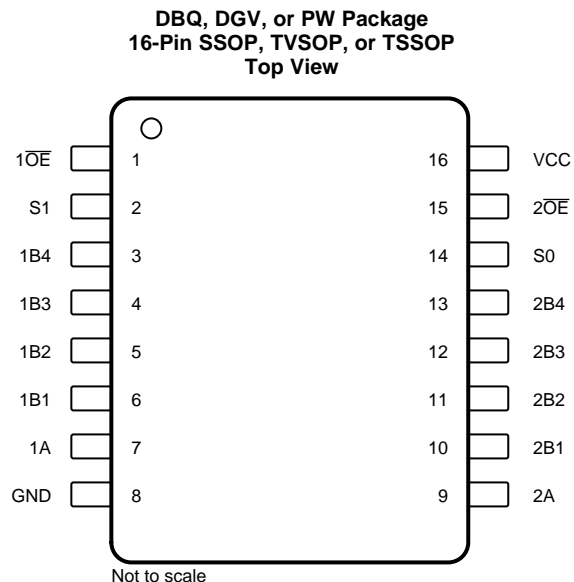 DBQ, DGV, or PW Package
16-Pin SSOP, TVSOP, or TSSOP
Top View
1O̅E̅ 1 16 VCC
S1 2 15 2O̅E̅
1B4 3 14 S0
1B3 4 13 2B4
1B2 5 12 2B3
1B1 6 11 2B2
1A 7 10 2B1
GND 8 9 2A
Not to scale